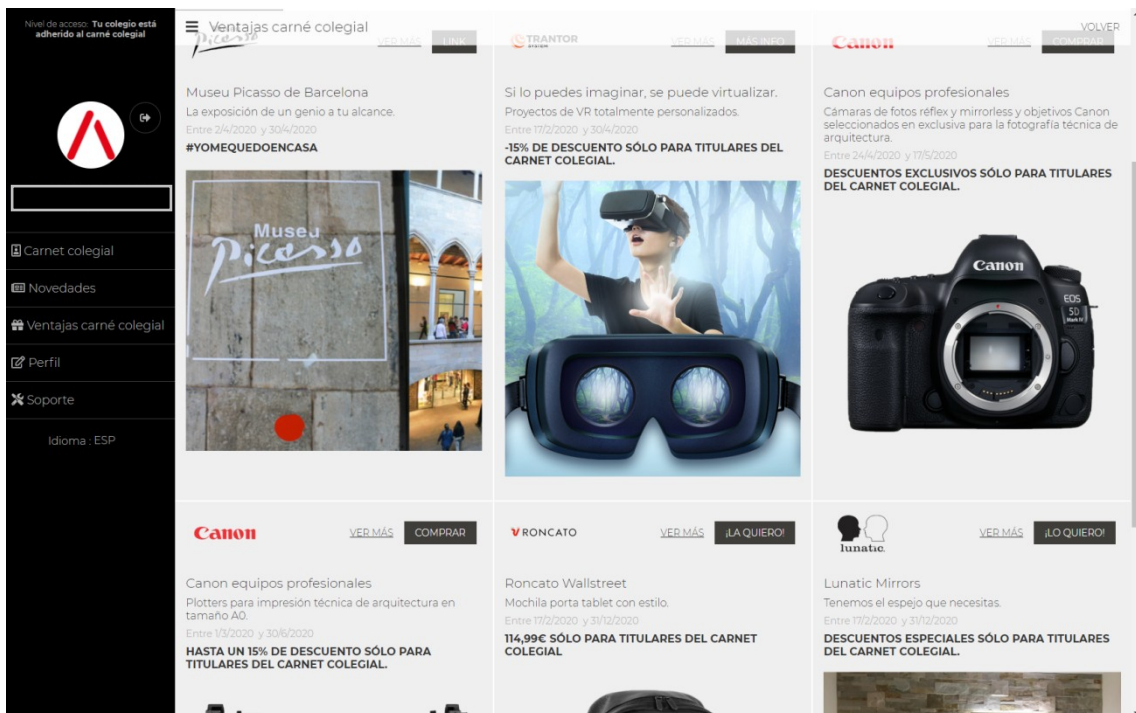 Nivel de acceso: Tu colegio está
adherido al carné colegial
Carnet colegial
Novedades
Ventajas carné colegial
Perfil
Soporte
Idioma : ESP
Ventajas carné colegial
VOLVER
Picasso
VER MÁS
LINK
Museu Picasso de Barcelona
La exposición de un genio a tu alcance.
Entre 2/4/2020 y 30/4/2020
#YOMEQUEDOENCASA
Museu
Picasso
TRANTOR
SYSTEM
VER MÁS
MÁS INFO
Si lo puedes imaginar, se puede virtualizar.
Proyectos de VR totalmente personalizados.
Entre 17/2/2020 y 30/4/2020
-15% DE DESCUENTO SÓLO PARA TITULARES DEL
CARNET COLEGIAL.
Canon
VER MÁS
COMPRAR
Canon equipos profesionales
Cámaras de fotos réflex y mirrorless y objetivos Canon
seleccionados en exclusiva para la fotografía técnica de
arquitectura.
Entre 24/4/2020 y 17/5/2020
DESCUENTOS EXCLUSIVOS SÓLO PARA TITULARES
DEL CARNET COLEGIAL.
Canon
EOS
5D
Mark IV
Canon
VER MÁS
COMPRAR
Canon equipos profesionales
Plotters para impresión técnica de arquitectura en
tamaño A0.
Entre 1/3/2020 y 30/6/2020
HASTA UN 15% DE DESCUENTO SÓLO PARA
TITULARES DEL CARNET COLEGIAL.
RONCATO
VER MÁS
¡LA QUIERO!
Roncato Wallstreet
Mochila porta tablet con estilo.
Entre 17/2/2020 y 31/12/2020
114,99€ SÓLO PARA TITULARES DEL CARNET
COLEGIAL
lunatic.
VER MÁS
¡LO QUIERO!
Lunatic Mirrors
Tenemos el espejo que necesitas.
Entre 17/2/2020 y 31/12/2020
DESCUENTOS ESPECIALES SÓLO PARA TITULARES
DEL CARNET COLEGIAL.